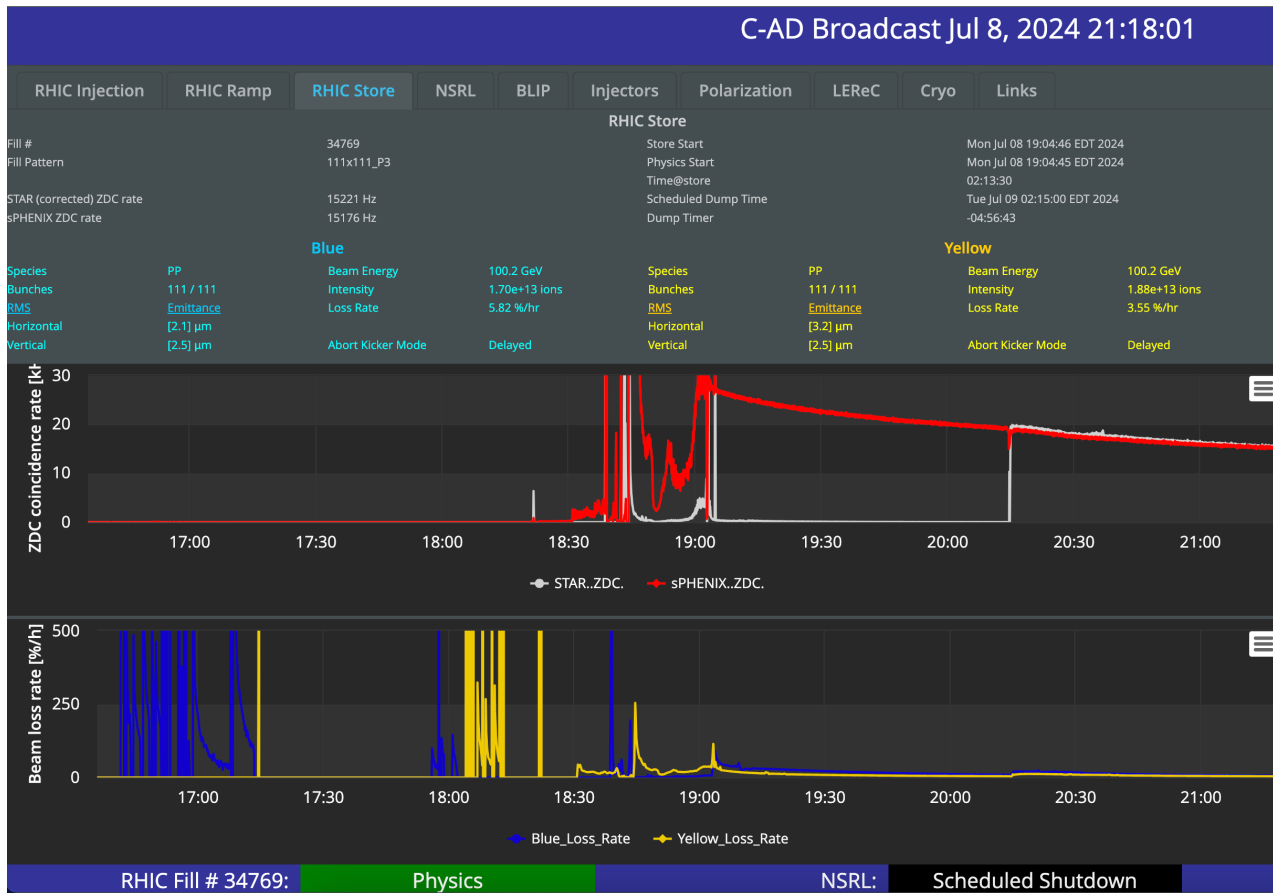 C-AD Broadcast Jul 8, 2024 21:18:01
RHIC Injection RHIC Ramp RHIC Store NSRL BLIP Injectors Polarization LEReC Cryo Links
RHIC Store
Fill # 34769 Store Start Mon Jul 08 19:04:46 EDT 2024
Fill Pattern 111x111_P3 Physics Start Mon Jul 08 19:04:45 EDT 2024
Time@store 02:13:30
STAR (corrected) ZDC rate 15221 Hz Scheduled Dump Time Tue Jul 09 02:15:00 EDT 2024
sPHENIX ZDC rate 15176 Hz Dump Timer -04:56:43
Blue Yellow
Species PP Beam Energy 100.2 GeV Species PP Beam Energy 100.2 GeV
Bunches 111 / 111 Intensity 1.70e+13 ions Bunches 111 / 111 Intensity 1.88e+13 ions
RMS Emittance Loss Rate 5.82 %/hr RMS Emittance Loss Rate 3.55 %/hr
Horizontal [2.1] μm Horizontal [3.2] μm
Vertical [2.5] μm Abort Kicker Mode Delayed Vertical [2.5] μm Abort Kicker Mode Delayed
ZDC coincidence rate
30
20
10
0
17:00 17:30 18:00 18:30 19:00 19:30 20:00 20:30 21:00
STAR..ZDC. sPHENIX..ZDC.
Beam loss rate [%/h]
500
250
0
17:00 17:30 18:00 18:30 19:00 19:30 20:00 20:30 21:00
Blue_Loss_Rate Yellow_Loss_Rate
RHIC Fill # 34769: Physics NSRL: Scheduled Shutdown